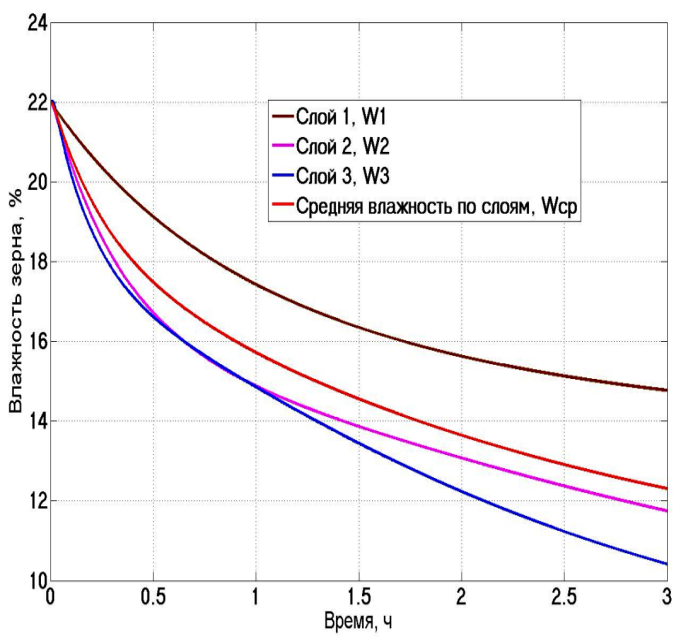 24
22
20
18
16
14
12
10
Влажность зерна, %
Слой 1, W1
Слой 2, W2
Слой 3, W3
Средняя влажность по слоям, Wср
0
0.5
1
1.5
2
2.5
3
Время, ч